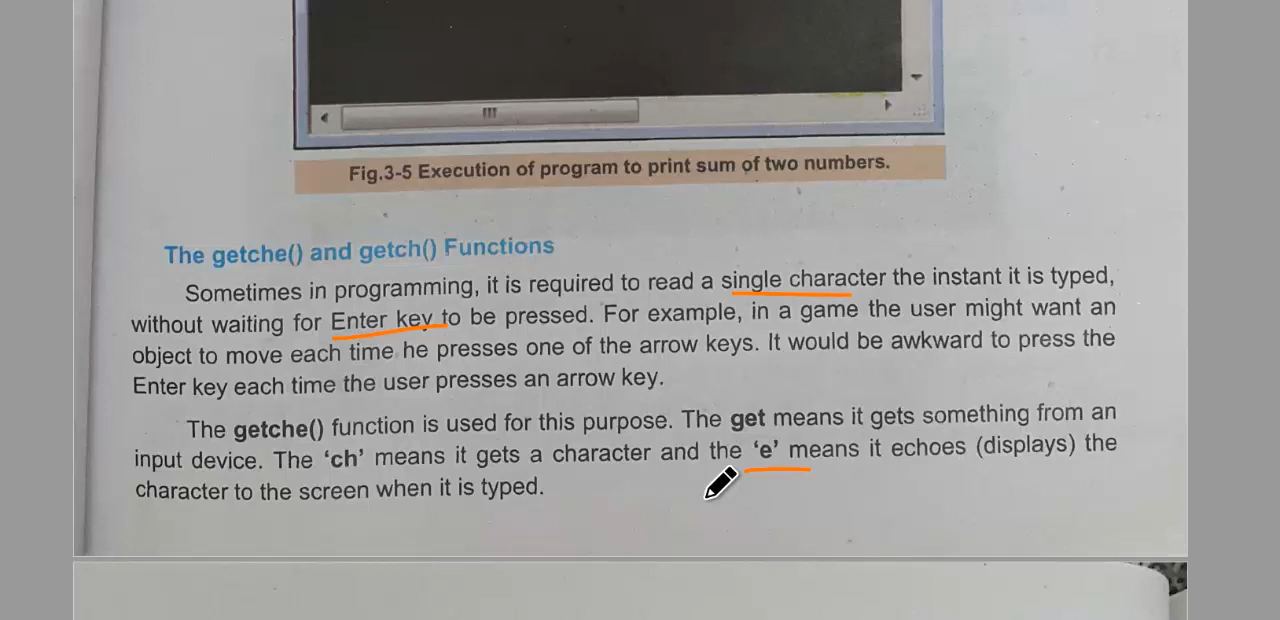 Fig.3-5 Execution of program to print sum of two numbers.
The getche() and getch() Functions
Sometimes in programming, it is required to read a single character the instant it is typed,
without waiting for Enter key to be pressed. For example, in a game the user might want an
object to move each time he presses one of the arrow keys. It would be awkward to press the
Enter key each time the user presses an arrow key.
The getche() function is used for this purpose. The get means it gets something from an
input device. The ‘ch’ means it gets a character and the ‘e’ means it echoes (displays) the
character to the screen when it is typed.